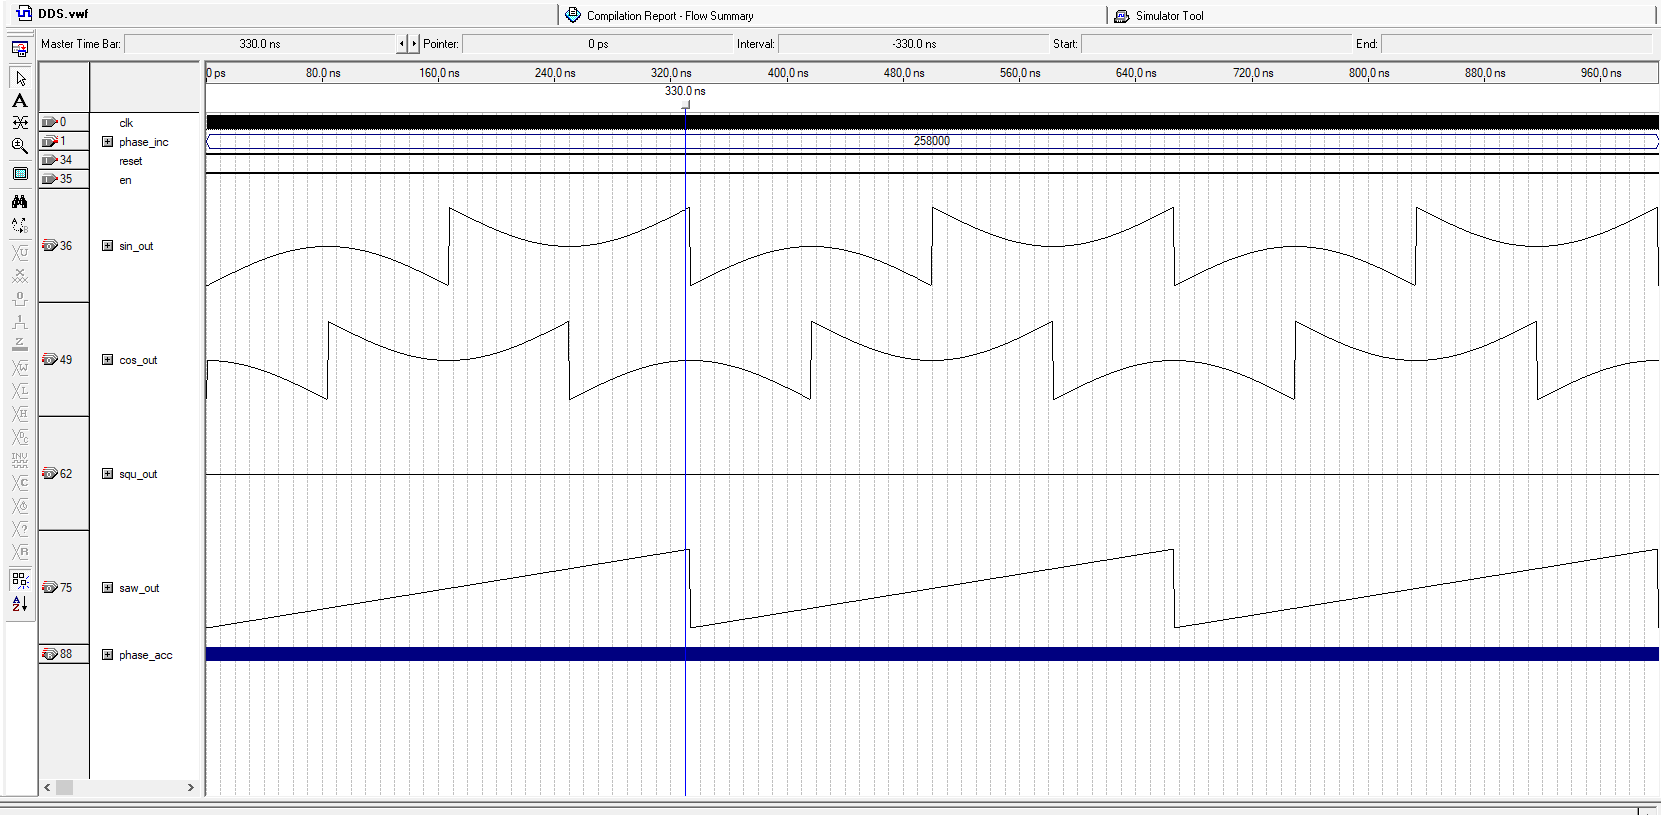 DDS.vwf
Compilation Report - Flow Summary
Simulator Tool
Master Time Bar: 330.0 ns Pointer: 0 ps Interval: -330.0 ns Start: End:
0 ps 80.0 ns 160.0 ns 240.0 ns 320.0 ns 400.0 ns 480.0 ns 560.0 ns 640.0 ns 720.0 ns 800.0 ns 880.0 ns 960.0 ns
330.0 ns
0 clk
1 phase_inc 258000
34 reset
35 en
36 sin_out
49 cos_out
62 squ_out
75 saw_out
88 phase_acc